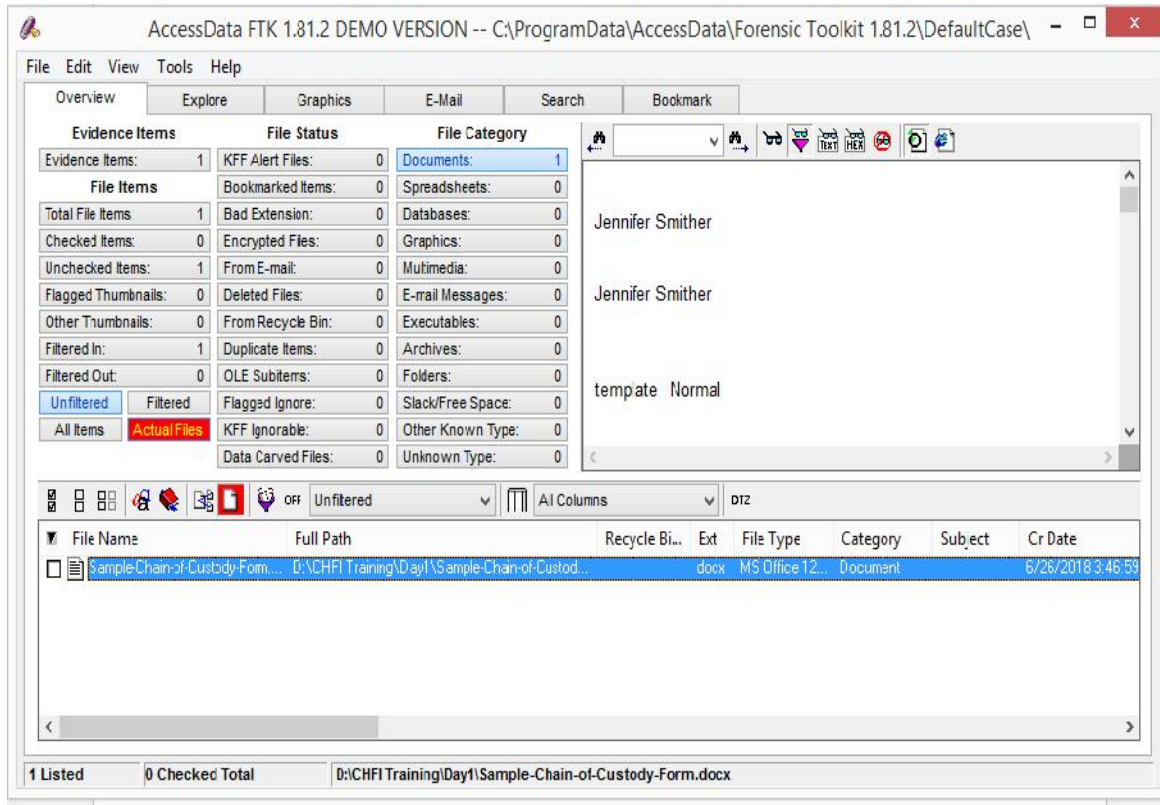 AccessData FTK 1.81.2 DEMO VERSION -- C:\ProgramData\AccessData\Forensic Toolkit 1.81.2\DefaultCase\
File Edit View Tools Help
Overview Explore Graphics E-Mail Search Bookmark
Evidence Items File Status File Category
Evidence Items: 1 KFF Alert Files: 0 Documents: 1
File Items Bookmarked Items: 0 Spreadsheets: 0
Total File Items 1 Bad Extension: 0 Databases: 0
Checked Items: 0 Encrypted Files: 0 Graphics: 0
Unchecked Items: 1 From E-mail: 0 Multimedia: 0
Flagged Thumbnails: 0 Deleted Files: 0 E-mail Messages: 0
Other Thumbnails: 0 From Recycle Bin: 0 Executables: 0
Filtered In: 1 Duplicate Items: 0 Archives: 0
Filtered Out: 0 OLE Subitems: 0 Folders: 0
Unfiltered Filtered Flagged Ignore: 0 Slack/Free Space: 0
All Items Actual Files KFF Ignorable: 0 Other Known Type: 0
Data Carved Files: 0 Unknown Type: 0
TEXT HEX
Jennifer Smither
Jennifer Smither
template Normal
OFF Unfiltered All Columns DTZ
File Name Full Path Recycle Bi... Ext File Type Category Subject Cr Date
Sample-Chain-of-Custody-Form.... D:\CHFI Training\Day1\Sample-Chain-of-Custod... docx MS Office 12... Document 6/26/2018 3:46:59
1 Listed 0 Checked Total D:\CHFI Training\Day1\Sample-Chain-of-Custody-Form.docx